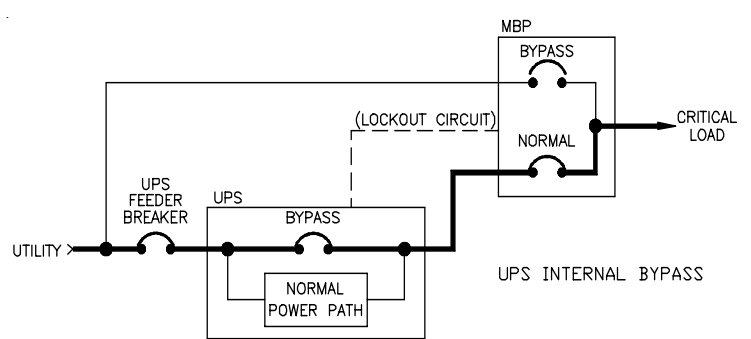 MBP
BYPASS
(LOCKOUT CIRCUIT)
CRITICAL
LOAD
NORMAL
UPS
FEEDER
BREAKER
UPS
BYPASS
UTILITY
NORMAL
POWER PATH
UPS INTERNAL BYPASS